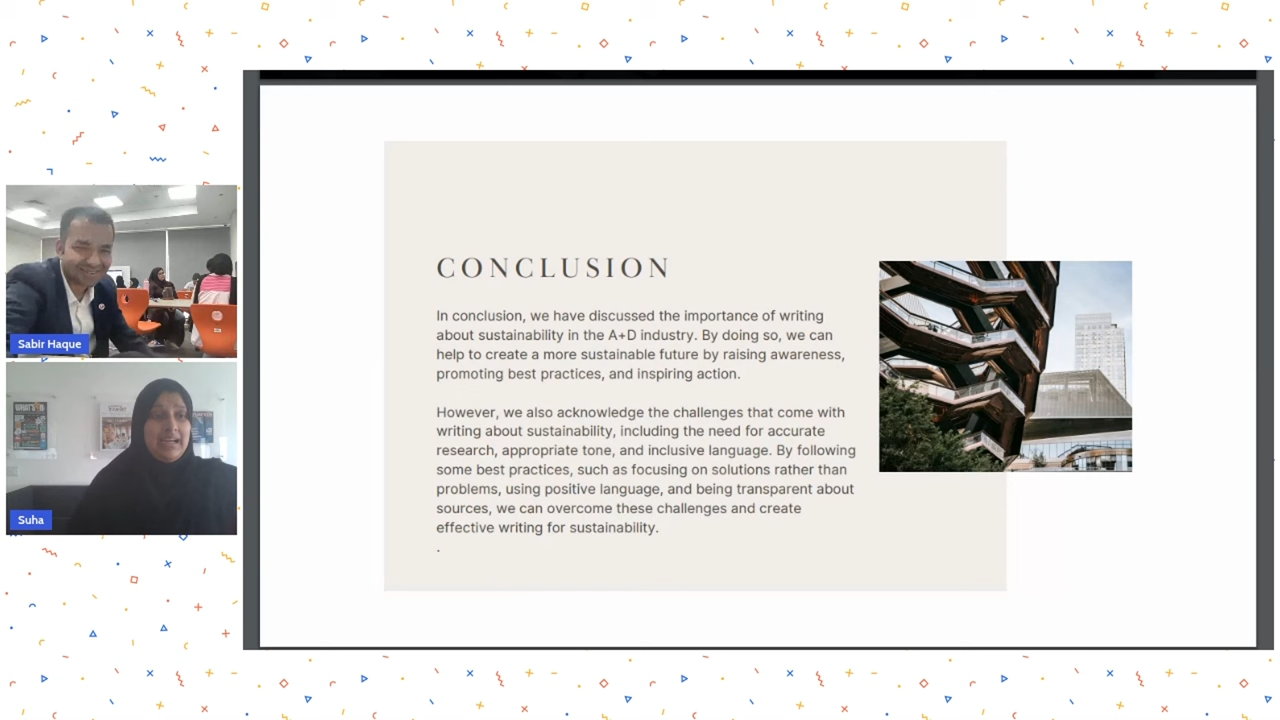 CONCLUSION
In conclusion, we have discussed the importance of writing
about sustainability in the A+D industry. By doing so, we can
help to create a more sustainable future by raising awareness,
promoting best practices, and inspiring action.
However, we also acknowledge the challenges that come with
writing about sustainability, including the need for accurate
research, appropriate tone, and inclusive language. By following
some best practices, such as focusing on solutions rather than
problems, using positive language, and being transparent about
sources, we can overcome these challenges and create
effective writing for sustainability.
.
Sabir Haque
Suha